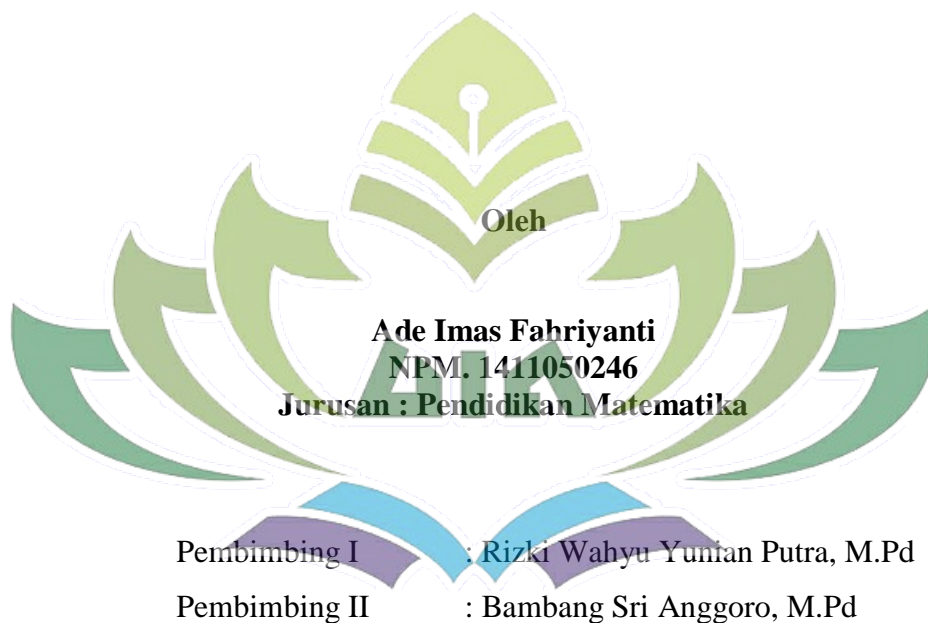 Oleh
Ade Imas Fahriyanti
NPM. 1411050246
Jurusan : Pendidikan Matematika
Pembimbing I : Rizki Wahyu Yunian Putra, M.Pd
Pembimbing II : Bambang Sri Anggoro, M.Pd